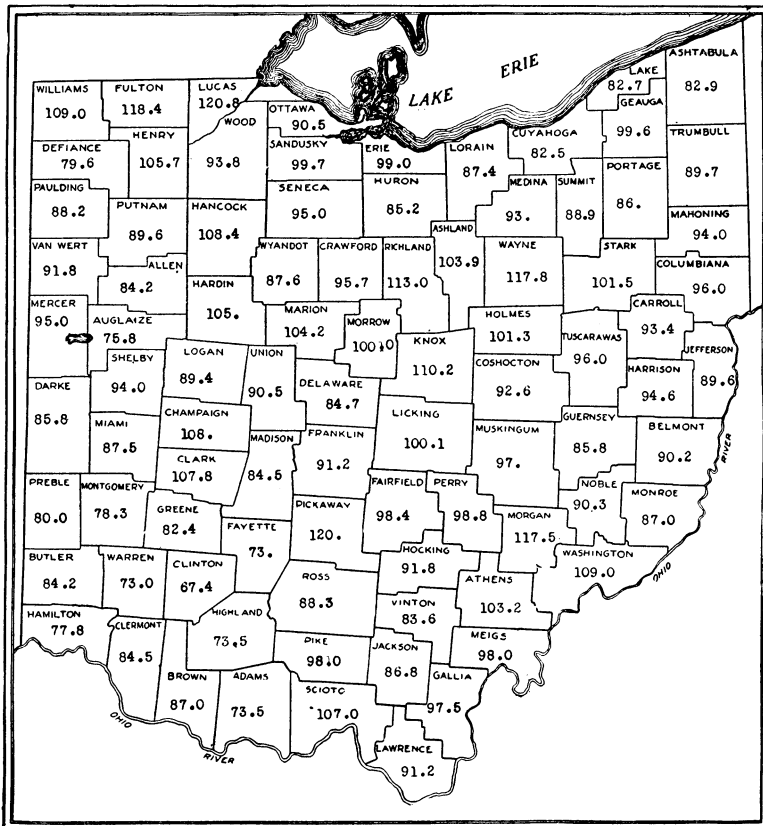 LAKE ERIE
ASHTABULA
82.9
LAKE
82.7
GEAUGA
99.6
WILLIAMS
109.0
FULTON
118.4
LUCAS
120.8
WOOD
93.8
OTTAWA
90.5
HENRY
105.7
DEFIANCE
79.6
SANDUSKY
99.7
ERIE
99.0
LORAIN
87.4
CUYAHOGA
82.5
TRUMBULL
89.7
PORTAGE
86.
MEDINA
93.
SUMMIT
88.9
PAULDING
88.2
PUTNAM
89.6
HANCOCK
108.4
SENECA
95.0
HURON
85.2
ASHLAND
103.9
MAHONING
94.0
VAN WERT
91.8
ALLEN
84.2
WYANDOT
87.6
CRAWFORD
95.7
RICHLAND
113.0
WAYNE
117.8
STARK
101.5
COLUMBIANA
96.0
MERCER
95.0
AUGLAIZE
75.8
HARDIN
105.
MARION
104.2
MORROW
100.0
KNOX
110.2
HOLMES
101.3
TUSCARAWAS
96.0
CARROLL
93.4
JEFFERSON
89.6
SHELBY
94.0
LOGAN
89.4
UNION
90.5
DELAWARE
84.7
COSHOCTON
92.6
HARRISON
94.6
DARKE
85.8
MIAMI
87.5
CHAMPAIGN
108.
CLARK
107.8
MADISON
84.5
FRANKLIN
91.2
LICKING
100.1
MUSKINGUM
97.
GUERNSEY
85.8
BELMONT
90.2
PREBLE
80.0
MONTGOMERY
78.3
GREENE
82.4
FAYETTE
73.
PICKAWAY
120.
FAIRFIELD
98.4
PERRY
98.8
MORGAN
117.5
NOBLE
90.3
MONROE
87.0
BUTLER
84.2
WARREN
73.0
CLINTON
67.4
ROSS
88.3
HOCKING
91.8
ATHENS
103.2
WASHINGTON
109.0
HAMILTON
77.8
CLERMONT
84.5
HIGHLAND
73.5
PIKE
98.0
VINTON
83.6
JACKSON
86.8
MEIGS
98.0
BROWN
87.0
ADAMS
73.5
SCIOTO
107.0
GALLIA
97.5
LAWRENCE
91.2
OHIO RIVER
OHIO RIVER